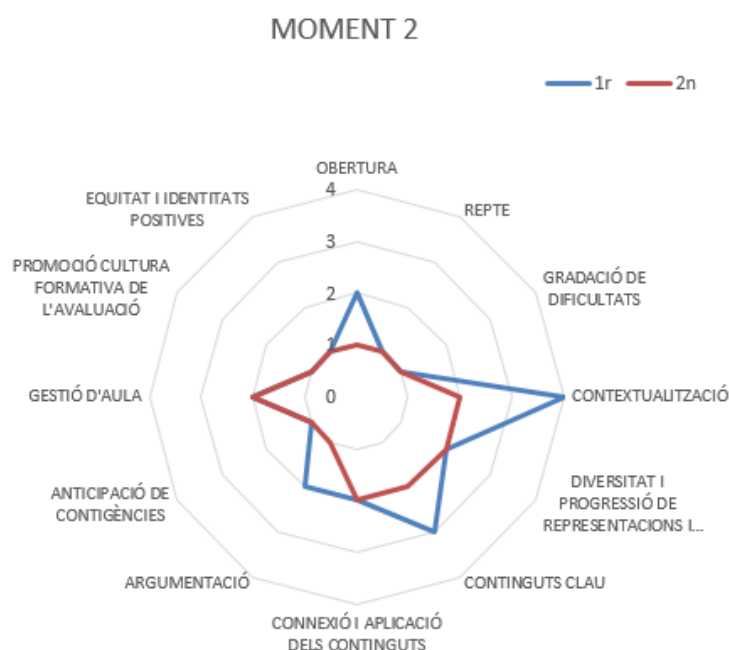 MOMENT 2
1r
2n
OBERTURA
4
3
2
1
0
REPTE
GRADACIÓ DE
DIFICULTATS
CONTEXTUALITZACIÓ
DIVERSITAT I
PROGRESSIÓ DE
REPRESENTACIONS I...
CONTINGUTS CLAU
CONNEXIÓ I APLICACIÓ
DELS CONTINGUTS
ARGUMENTACIÓ
ANTICIPACIÓ DE
CONTIGÈNCIES
GESTIÓ D'AULA
PROMOCIÓ CULTURA
FORMATIVA DE
L'AVALUACIÓ
EQUITAT I IDENTITATS
POSITIVES